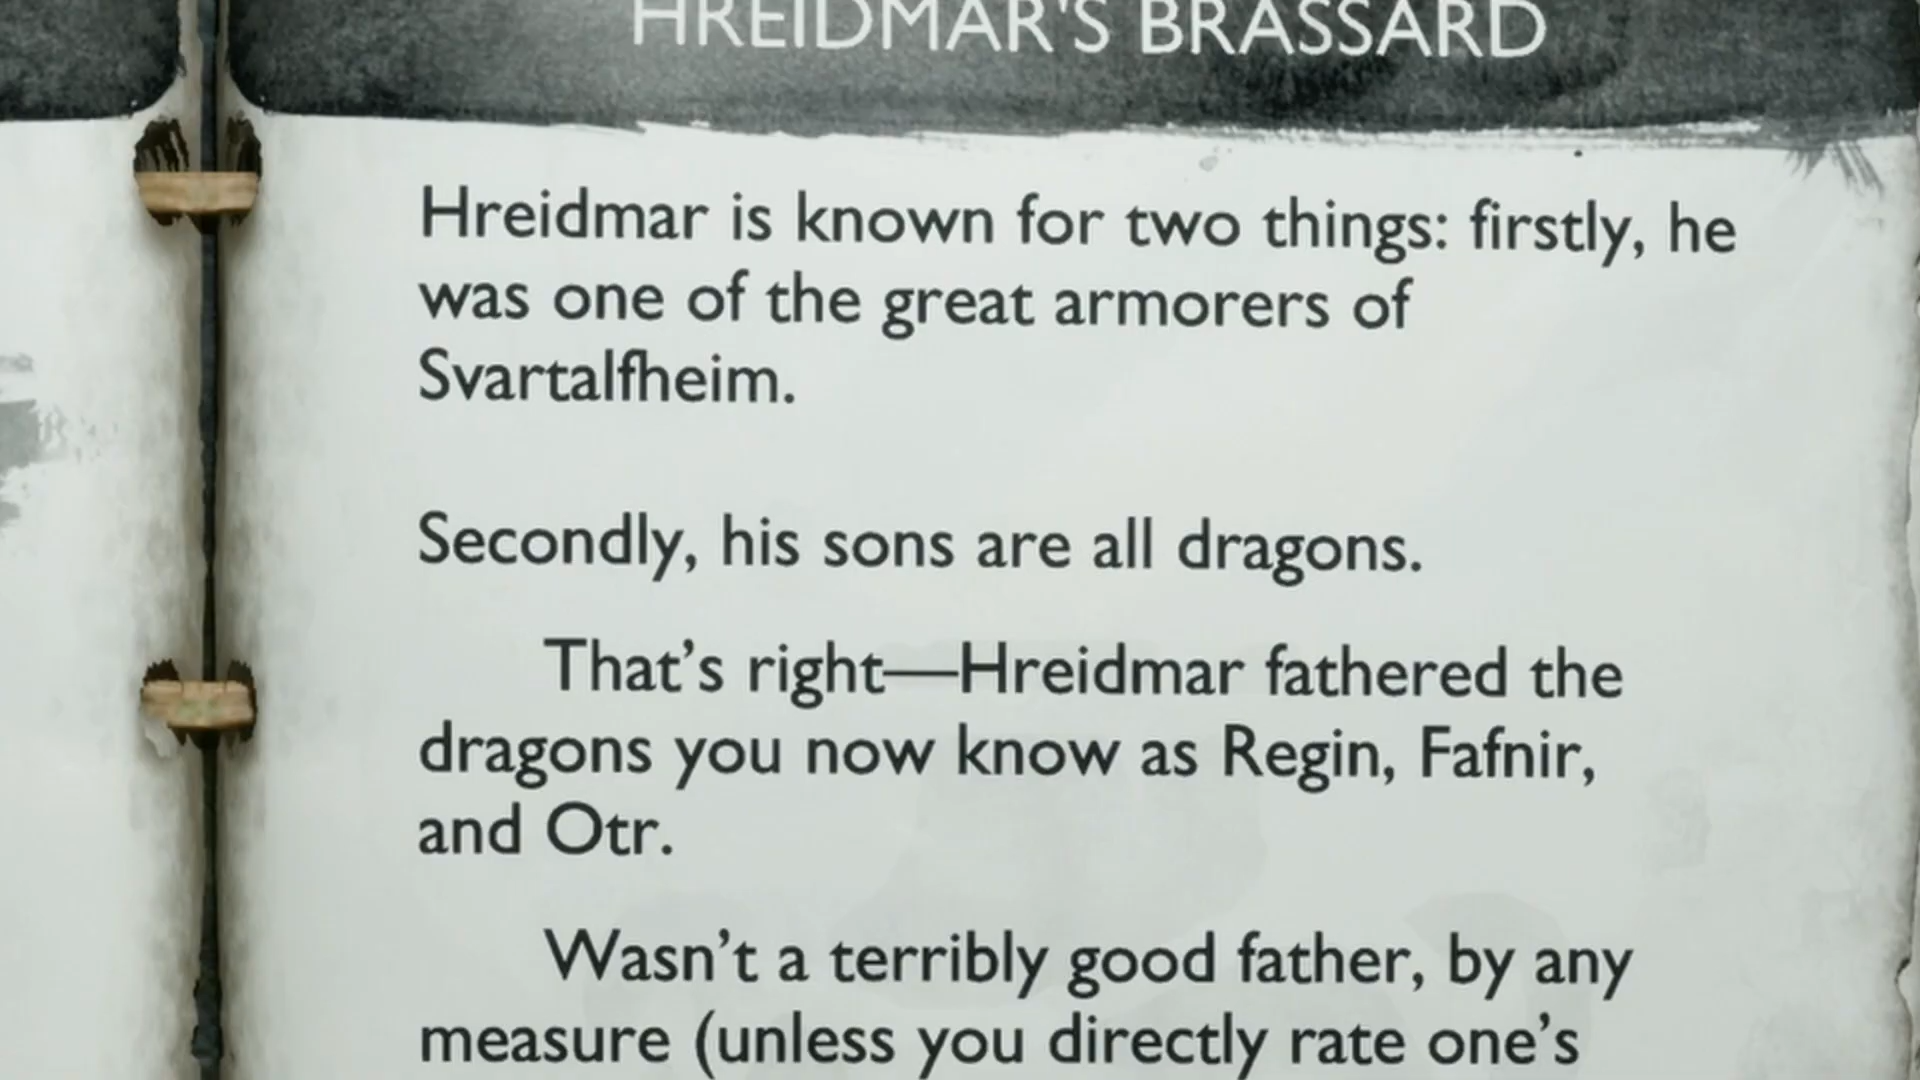 HREIDMAR'S BRASSARD
Hreidmar is known for two things: firstly, he
was one of the great armorers of
Svartalfheim.
Secondly, his sons are all dragons.
That’s right—Hreidmar fathered the
dragons you now know as Regin, Fafnir,
and Otr.
Wasn’t a terribly good father, by any
measure (unless you directly rate one’s